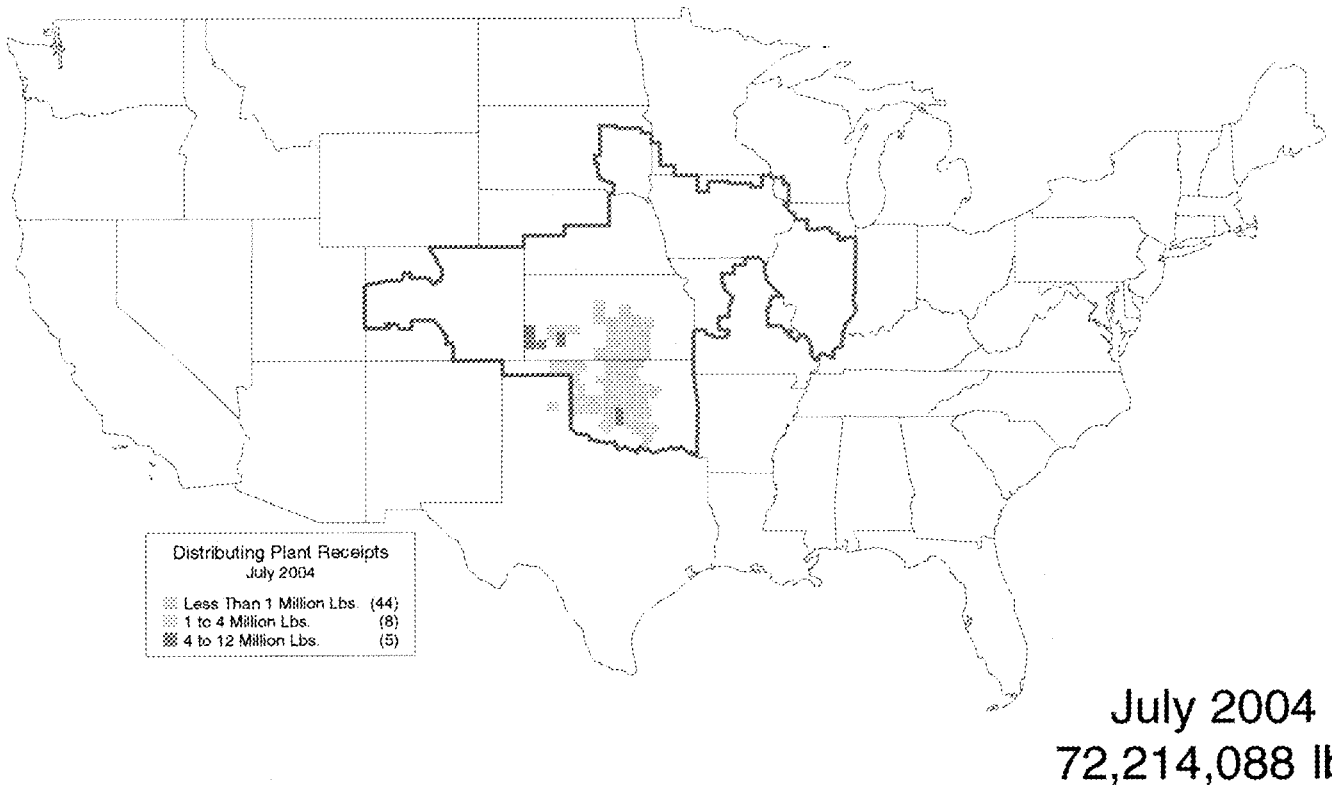 Distributing Plant Receipts
July 2004
Less Than 1 Million Lbs. (44)
1 to 4 Million Lbs. (8)
4 to 12 Million Lbs. (5)
July 2004
72,214,088 lb